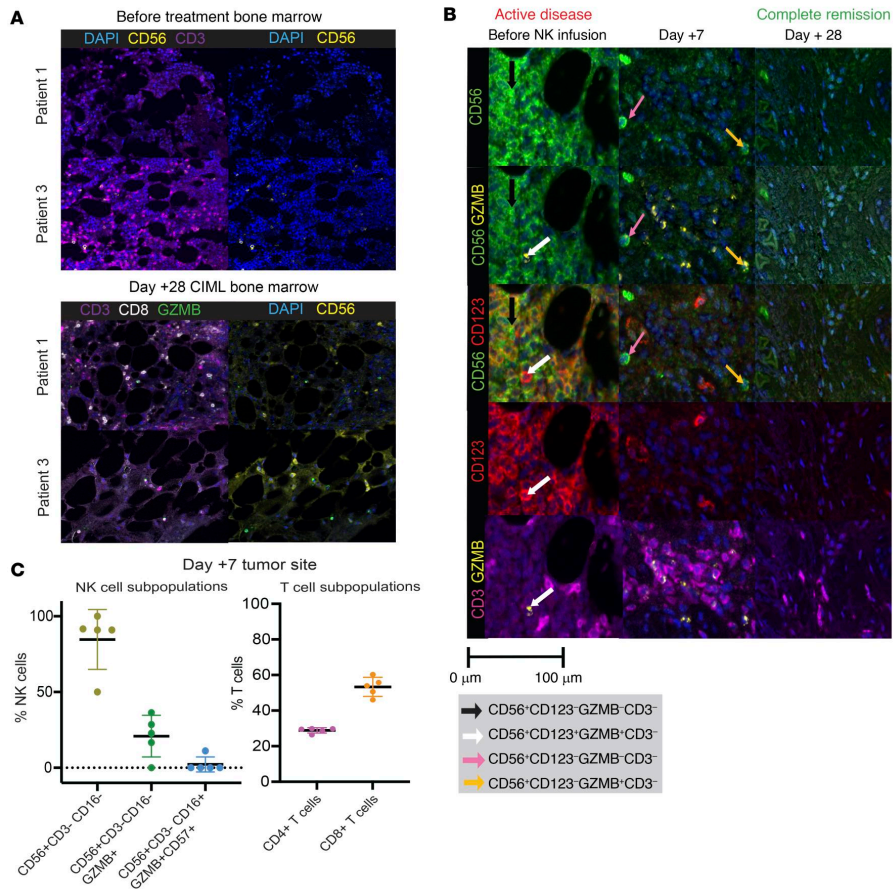 A
Before treatment bone marrow
DAPI CD56 CD3 DAPI CD56
Patient 1
Patient 3
Day +28 CIML bone marrow
CD3 CD8 GZMB DAPI CD56
Patient 1
Patient 3
B
Active disease Complete remission
Before NK infusion Day +7 Day + 28
CD56
CD56 GZMB
CD56 CD123
CD123
CD3 GZMB
0 μm 100 μm
CD56⁺CD123⁻GZMB⁻CD3⁻
CD56⁺CD123⁺GZMB⁺CD3⁻
CD56⁺CD123⁻GZMB⁻CD3⁻
CD56⁺CD123⁻GZMB⁺CD3⁻
C
Day +7 tumor site
NK cell subpopulations
% NK cells
100
50
0
CD56+CD3- CD16-
CD56+CD3-CD16-
GZMB+
CD56+CD3- CD16+
GZMB+CD57+
T cell subpopulations
% T cells
100
80
60
40
20
0
CD4+ T cells
CD8+ T cells